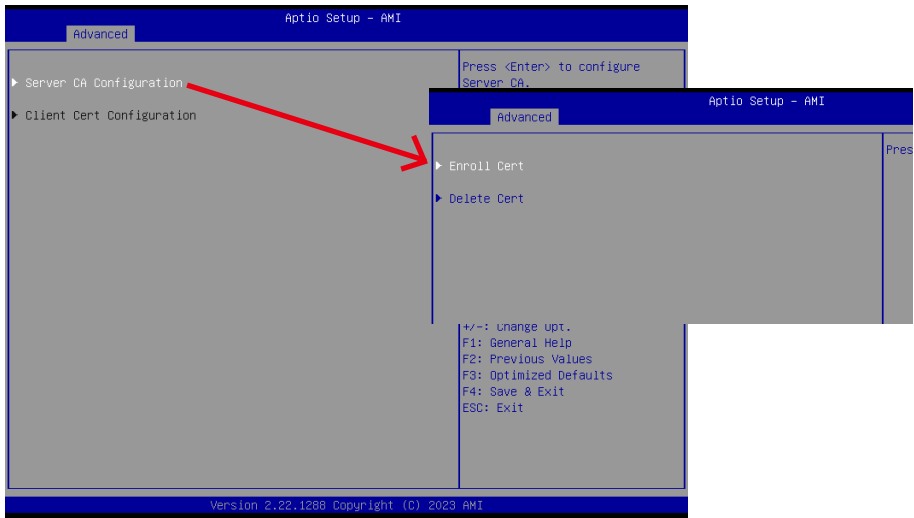 Aptio Setup – AMI
Advanced
Server CA Configuration
Client Cert Configuration
Press <Enter> to configure
Server CA.
Aptio Setup – AMI
Advanced
Enroll Cert
Delete Cert
Pres
+/-: Change Opt.
F1: General Help
F2: Previous Values
F3: Optimized Defaults
F4: Save & Exit
ESC: Exit
Version 2.22.1288 Copyright (C) 2023 AMI